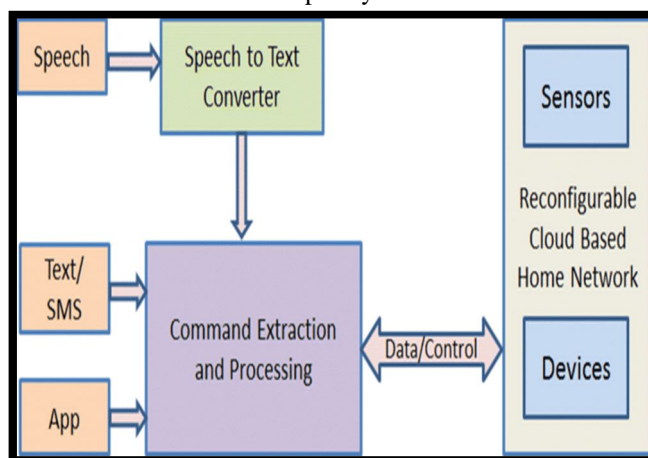 Speech
Speech to Text
Converter
Text/
SMS
App
Command Extraction
and Processing
Data/Control
Sensors
Reconfigurable
Cloud Based
Home Network
Devices